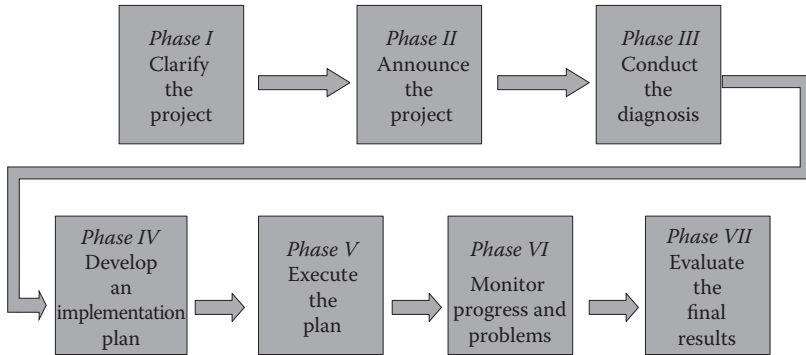 Phase I
Clarify
the
project
Phase II
Announce
the
project
Phase III
Conduct
the
diagnosis
Phase IV
Develop
an
implementation
plan
Phase V
Execute
the
plan
Phase VI
Monitor
progress and
problems
Phase VII
Evaluate
the
final
results